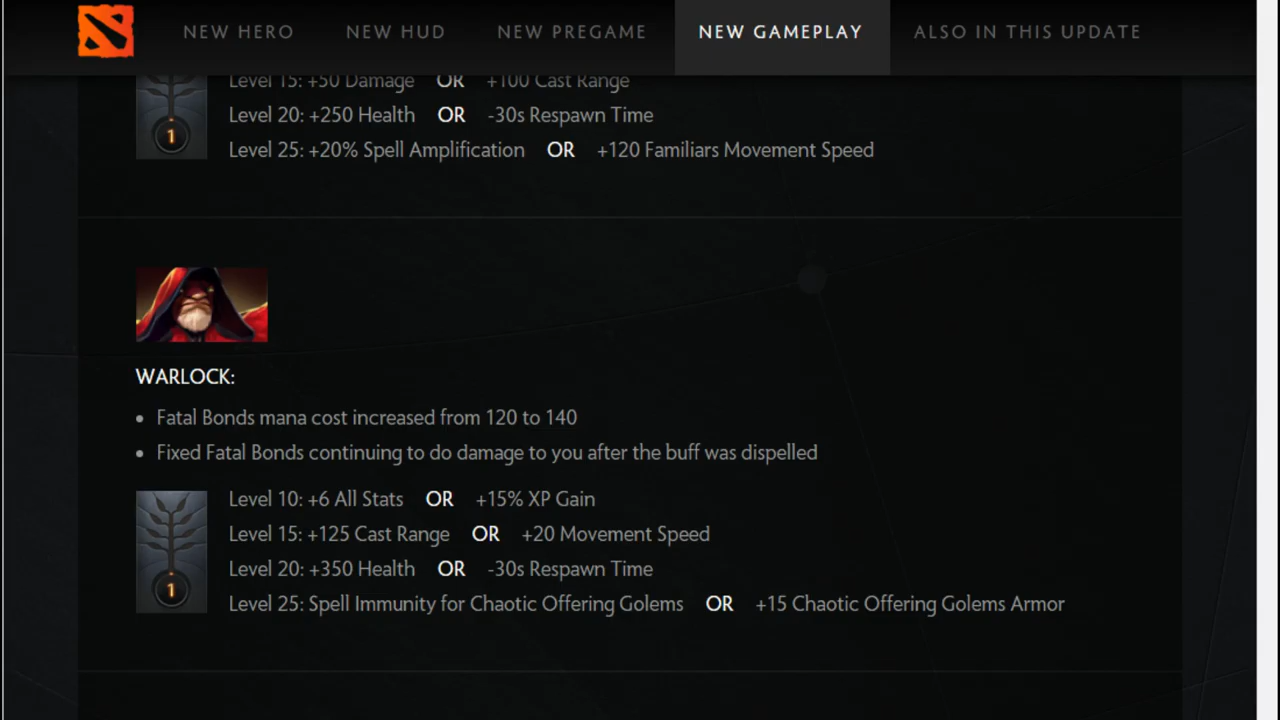 NEW HERO NEW HUD NEW PREGAME NEW GAMEPLAY ALSO IN THIS UPDATE
Level 15: +50 Damage OR +100 Cast Range
Level 20: +250 Health OR -30s Respawn Time
1
Level 25: +20% Spell Amplification OR +120 Familiars Movement Speed
WARLOCK:
• Fatal Bonds mana cost increased from 120 to 140
• Fixed Fatal Bonds continuing to do damage to you after the buff was dispelled
Level 10: +6 All Stats OR +15% XP Gain
Level 15: +125 Cast Range OR +20 Movement Speed
Level 20: +350 Health OR -30s Respawn Time
1
Level 25: Spell Immunity for Chaotic Offering Golems OR +15 Chaotic Offering Golems Armor